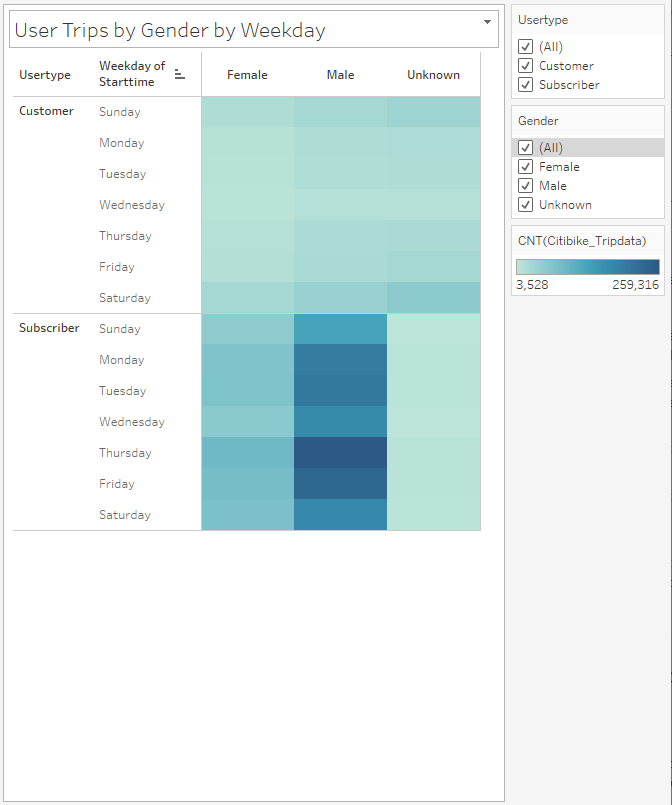 User Trips by Gender by Weekday
Usertype
Weekday of
Starttime
Female
Male
Unknown
Customer
Sunday
Monday
Tuesday
Wednesday
Thursday
Friday
Saturday
Subscriber
Sunday
Monday
Tuesday
Wednesday
Thursday
Friday
Saturday
Usertype
(All)
Customer
Subscriber
Gender
(All)
Female
Male
Unknown
CNT(Citibike_Tripdata)
3,528
259,316